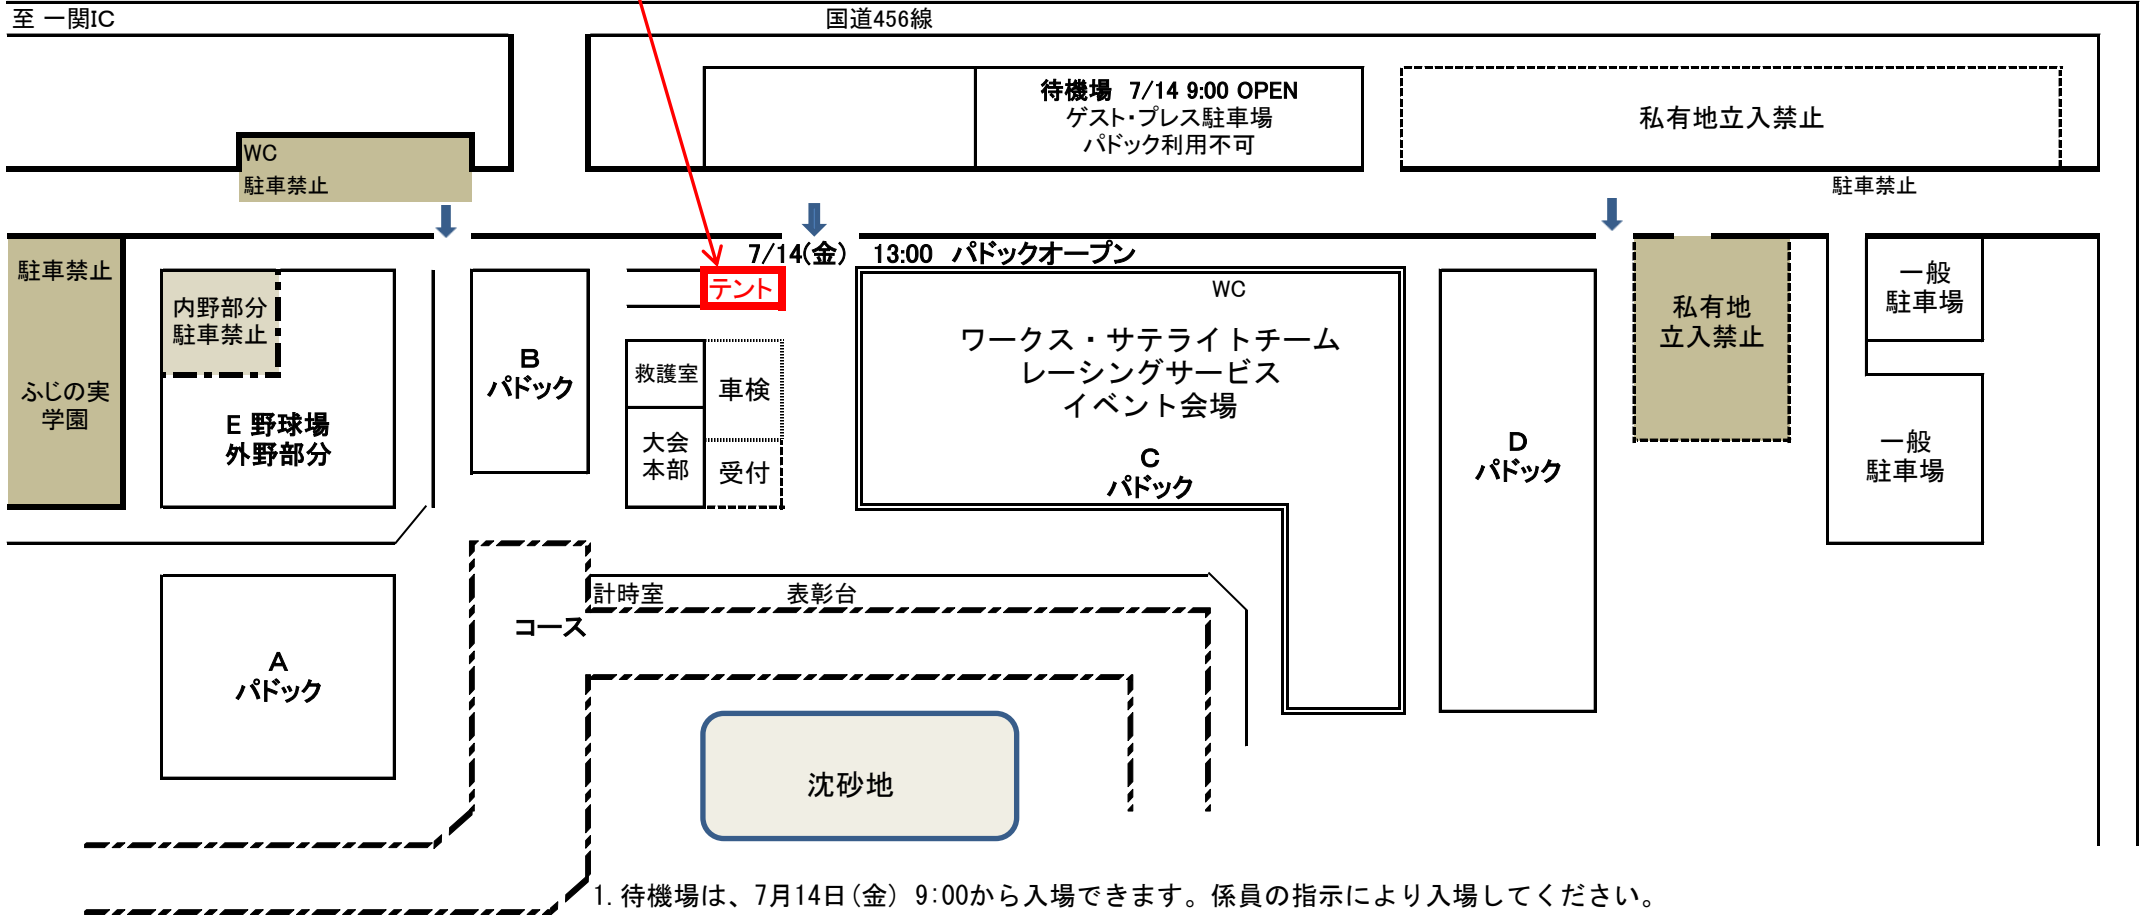 至 一関IC
国道456線
待機場 7/14 9:00 OPEN
ゲスト・プレス駐車場
パドック利用不可
私有地立入禁止
WC
駐車禁止
駐車禁止
7/14(金) 13:00 パドックオープン
駐車禁止
ふじの実
学園
内野部分
駐車禁止
E 野球場
外野部分
B
パドック
テント
救護室
車検
大会
本部
受付
WC
ワークス・サテライトチーム
レーシングサービス
イベント会場
C
パドック
D
パドック
私有地
立入禁止
一般
駐車場
一般
駐車場
計時室
表彰台
コース
A
パドック
沈砂地
1. 待機場は、7月14日(金) 9:00から入場できます。係員の指示により入場してください。